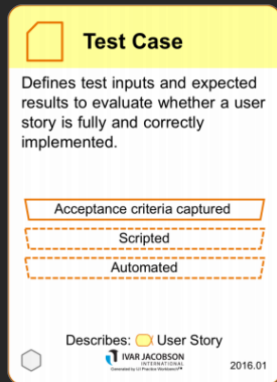 Test Case
Defines test inputs and expected
results to evaluate whether a user
story is fully and correctly
implemented.
Acceptance criteria captured
Scripted
Automated
Describes: User Story
IVAR JACOBSON
INTERNATIONAL
2016.01